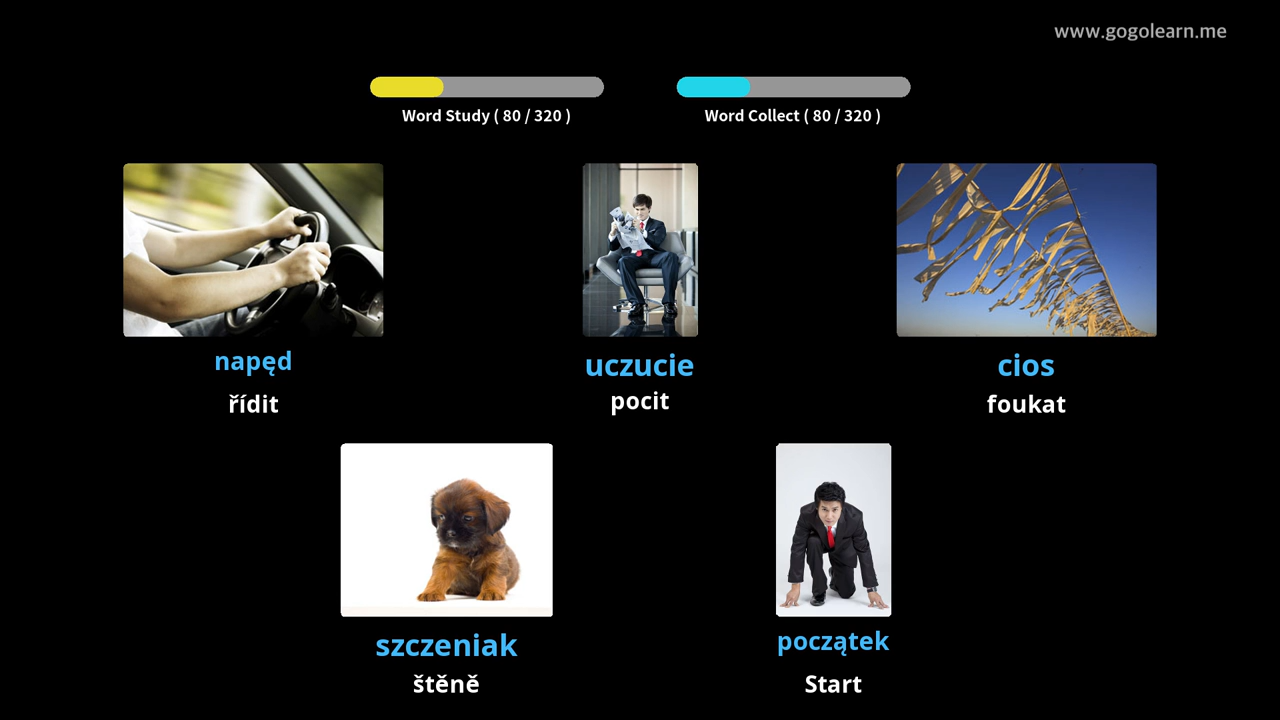 www.gogolearn.me
Word Study ( 80 / 320 )
Word Collect ( 80 / 320 )
napęd
řídit
uczucie
pocit
cios
foukat
szczeniak
štěně
początek
Start